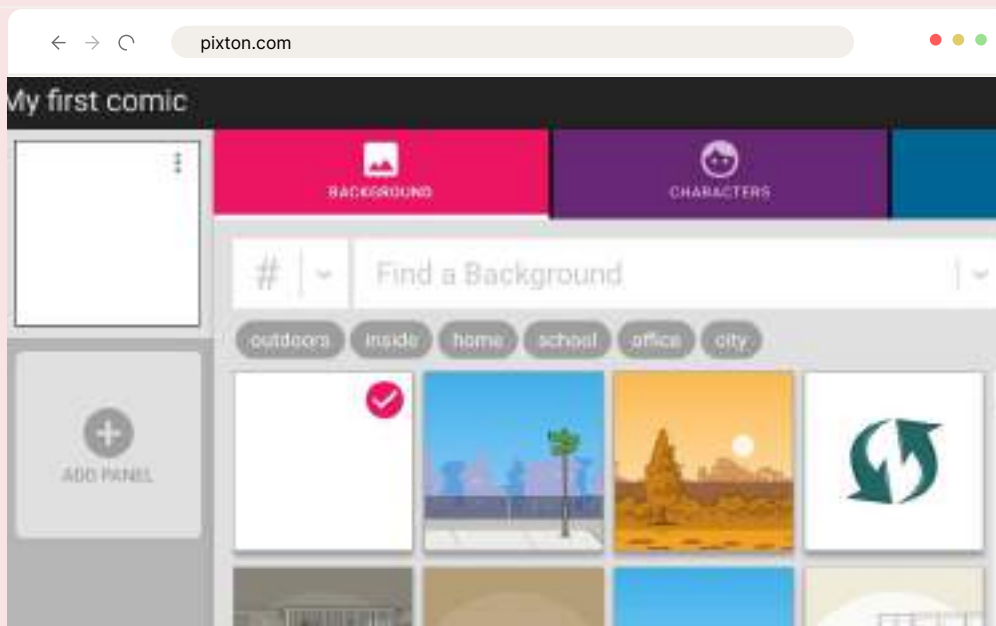 pixton.com
My first comic
BACKGROUND
CHARACTERS
# Find a Background
outdoors inside home school office city
ADD PANEL